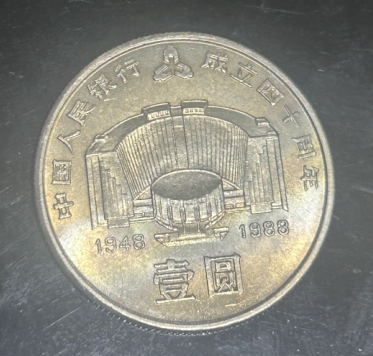 中国人民银行 成立四十周年
1948 1988
壹圆